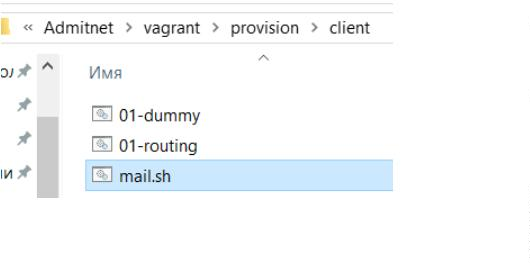 « Admitnet > vagrant > provision > client
Имя
01-dummy
01-routing
mail.sh